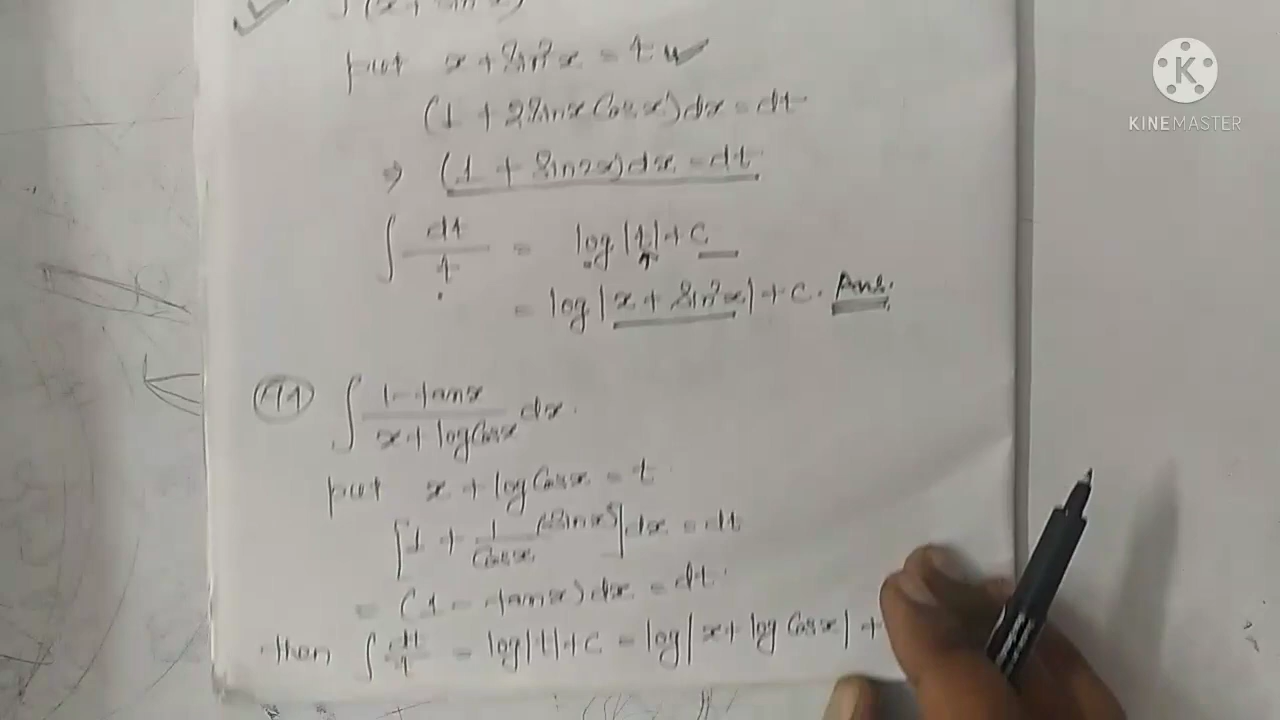 put x + sin²x = t
(1 + 2sinx cosx) dx = dt
⇒ (1 + sin2x) dx = dt
∫ dt/t = log|t| + c
= log|x + sin²x| + c. Ans.
∫ (1 - tanx)/(x + log cosx) dx.
put x + log cosx = t
[1 + 1/cosx (-sinx)] dx = dt
= (1 - tanx) dx = dt.
then ∫ dt/t = log|t| + c = log|x + log cosx| +
KINEMASTER